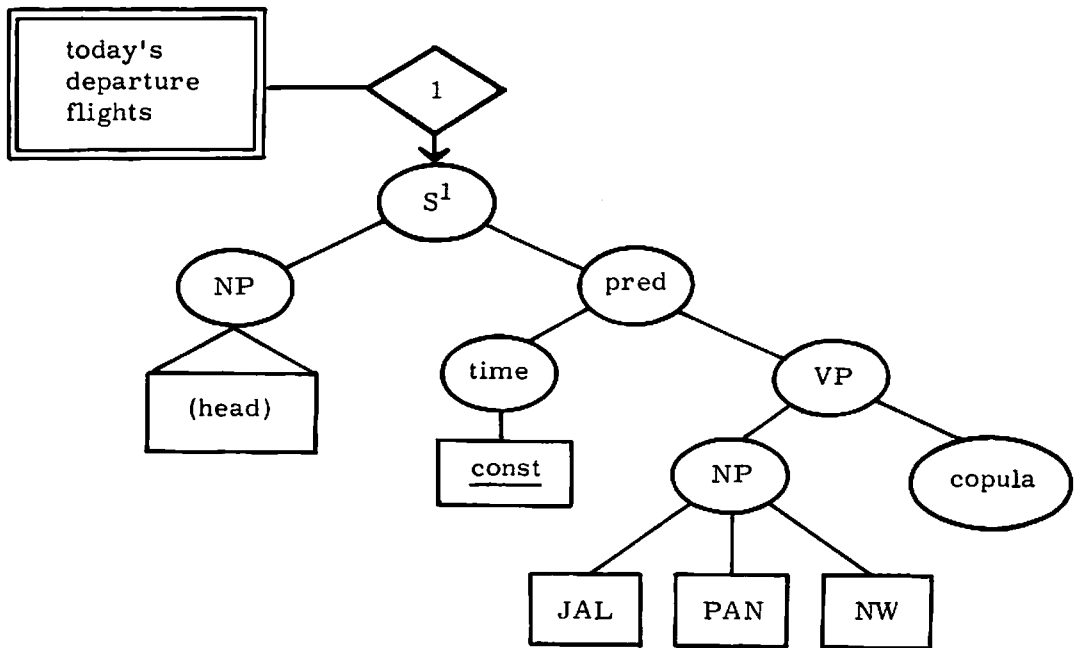 today's
departure
flights
1
S1
NP
pred
(head)
time
VP
const
NP
copula
JAL
PAN
NW